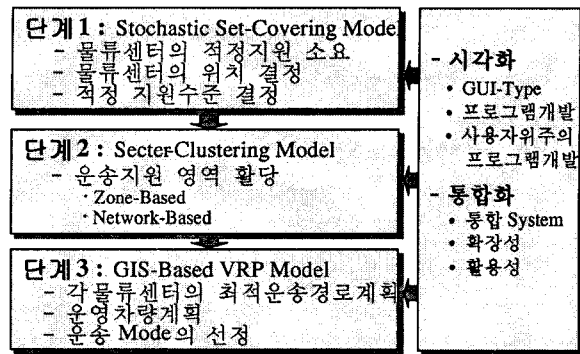 단계1 : Stochastic Set-Covering Model
- 물류센터의 적정지원 소요
- 물류센터의 위치 결정
- 적정 지원수준 결정
단계2 : Secter-Clustering Model
- 운송지원 영역 활당
· Zone-Based
· Network-Based
단계3 : GIS-Based VRP Model
- 각물류센터의 최적운송경로계획
- 운영차량계획
- 운송 Mode의 선정
- 시각화
• GUI-Type
• 프로그램개발
• 사용자위주의
프로그램개발
- 통합화
• 통합 System
• 확장성
• 활용성